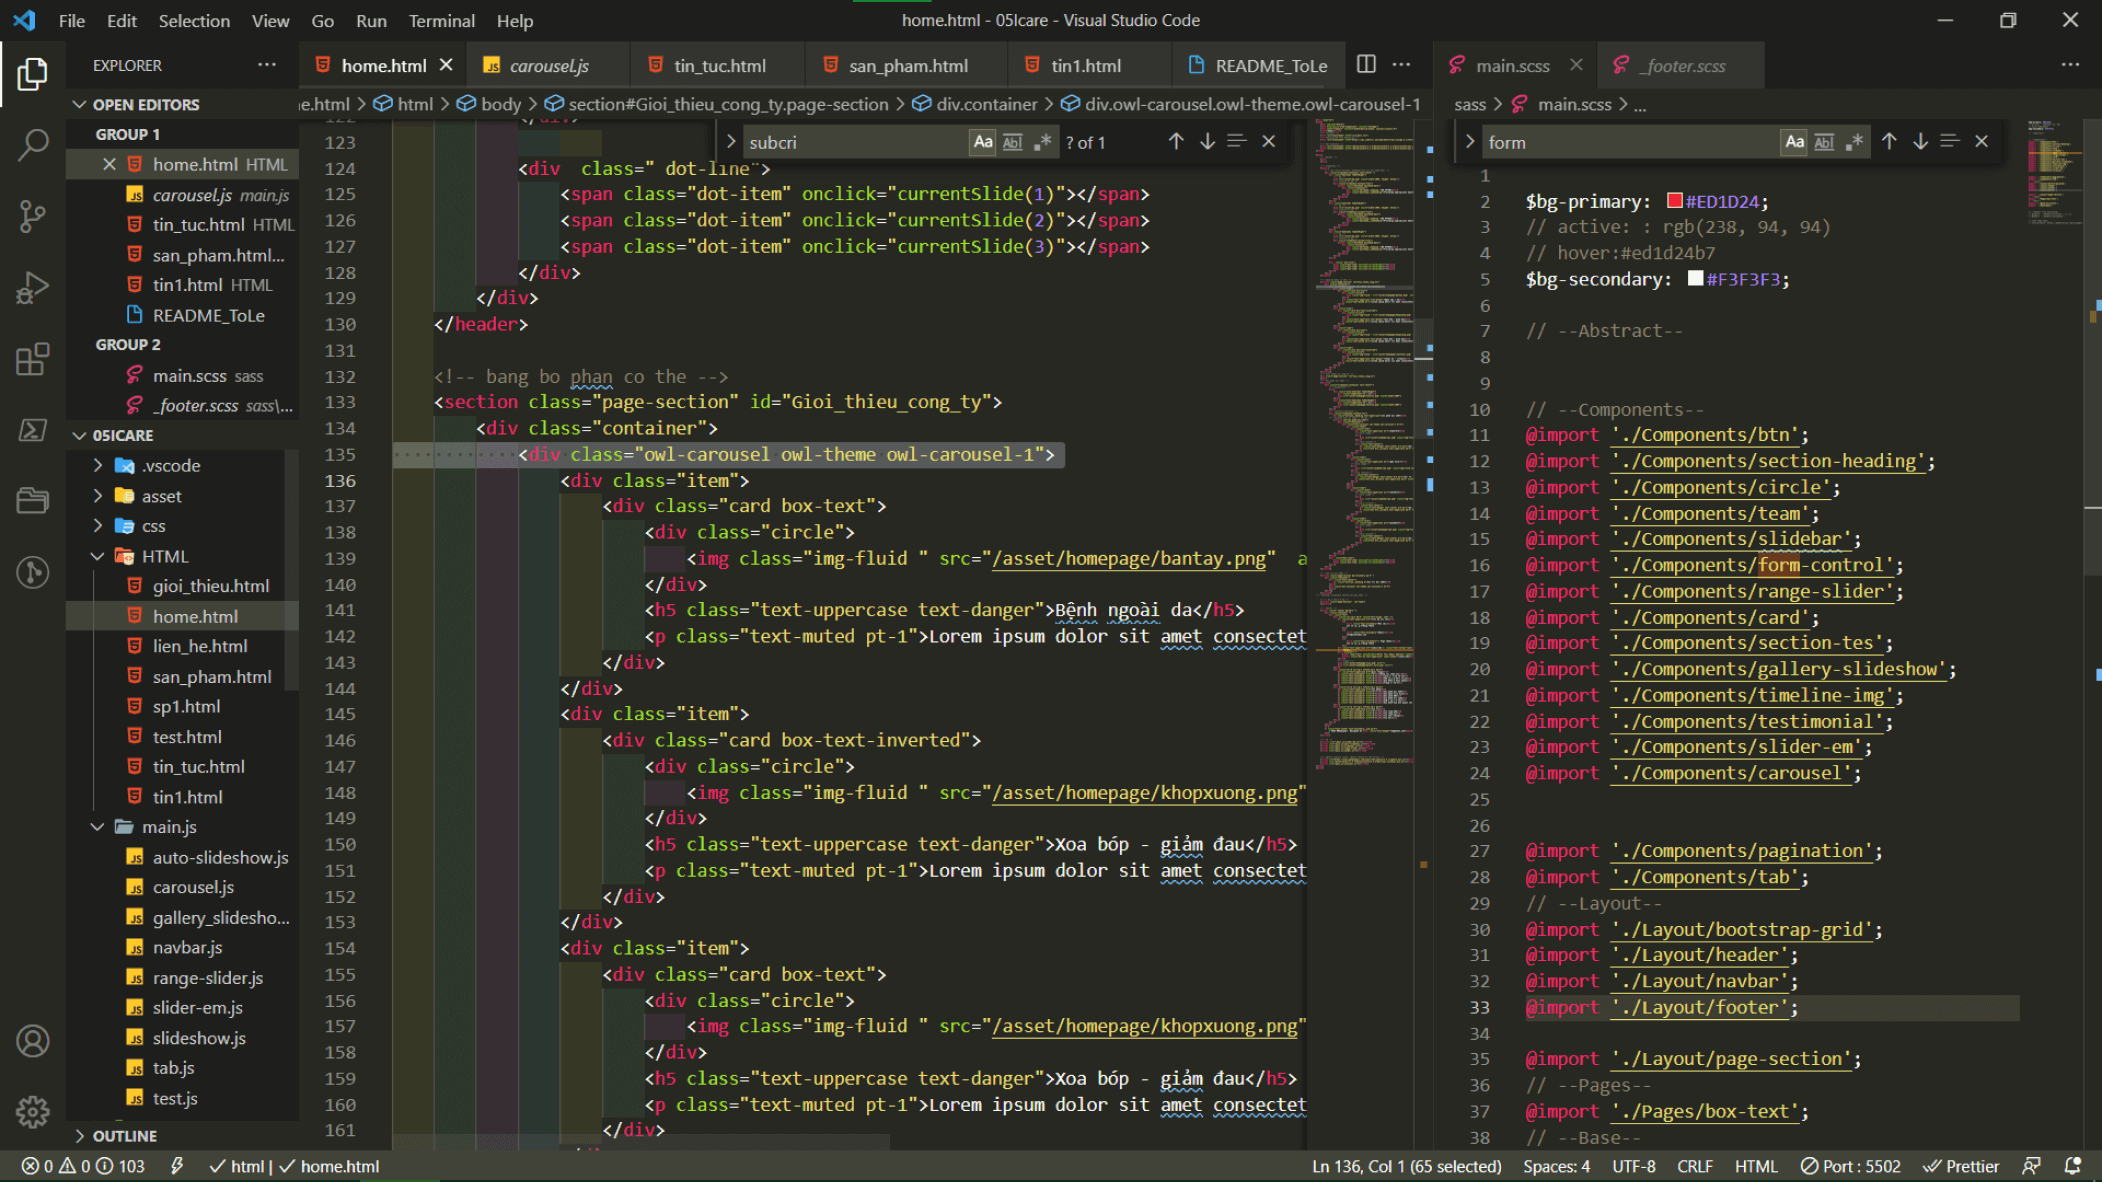 File Edit Selection View Go Run Terminal Help
home.html - 05Icare - Visual Studio Code
EXPLORER
OPEN EDITORS
GROUP 1
home.html HTML
carousel.js main.js
tin_tuc.html HTML
san_pham.html...
tin1.html HTML
README_ToLe
GROUP 2
main.scss sass
_footer.scss sass\...
05ICARE
.vscode
asset
css
HTML
gioi_thieu.html
home.html
lien_he.html
san_pham.html
sp1.html
test.html
tin_tuc.html
tin1.html
main.js
auto-slideshow.js
carousel.js
gallery_slidesho...
navbar.js
range-slider.js
slider-em.js
slideshow.js
tab.js
test.js
OUTLINE
home.html carousel.js tin_tuc.html san_pham.html tin1.html README_ToLe
e.html > html > body > section#Gioi_thieu_cong_ty.page-section > div.container > div.owl-carousel.owl-theme.owl-carousel-1
subcri Aa Abl .* ? of 1
123
124 <div  class=" dot-line">
125 <span class="dot-item" onclick="currentSlide(1)"></span>
126 <span class="dot-item" onclick="currentSlide(2)"></span>
127 <span class="dot-item" onclick="currentSlide(3)"></span>
128 </div>
129 </div>
130 </header>
131
132 <!-- bang bo phan co the -->
133 <section class="page-section" id="Gioi_thieu_cong_ty">
134 <div class="container">
135 <div class="owl-carousel owl-theme owl-carousel-1">
136 <div class="item">
137 <div class="card box-text">
138 <div class="circle">
139 <img class="img-fluid " src="/asset/homepage/bantay.png"  a
140 </div>
141 <h5 class="text-uppercase text-danger">Bệnh ngoài da</h5>
142 <p class="text-muted pt-1">Lorem ipsum dolor sit amet consectet
143 </div>
144 </div>
145 <div class="item">
146 <div class="card box-text-inverted">
147 <div class="circle">
148 <img class="img-fluid " src="/asset/homepage/khopxuong.png"
149 </div>
150 <h5 class="text-uppercase text-danger">Xoa bóp - giảm đau</h5>
151 <p class="text-muted pt-1">Lorem ipsum dolor sit amet consectet
152 </div>
153 </div>
154 <div class="item">
155 <div class="card box-text">
156 <div class="circle">
157 <img class="img-fluid " src="/asset/homepage/khopxuong.png"
158 </div>
159 <h5 class="text-uppercase text-danger">Xoa bóp - giảm đau</h5>
160 <p class="text-muted pt-1">Lorem ipsum dolor sit amet consectet
161 </div>
main.scss _footer.scss
sass > main.scss > ...
form Aa Abl .*
1
2 $bg-primary: #ED1D24;
3 // active: : rgb(238, 94, 94)
4 // hover:#ed1d24b7
5 $bg-secondary: #F3F3F3;
6
7 // --Abstract--
8
9
10 // --Components--
11 @import './Components/btn';
12 @import './Components/section-heading';
13 @import './Components/circle';
14 @import './Components/team';
15 @import './Components/slidebar';
16 @import './Components/form-control';
17 @import './Components/range-slider';
18 @import './Components/card';
19 @import './Components/section-tes';
20 @import './Components/gallery-slideshow';
21 @import './Components/timeline-img';
22 @import './Components/testimonial';
23 @import './Components/slider-em';
24 @import './Components/carousel';
25
26
27 @import './Components/pagination';
28 @import './Components/tab';
29 // --Layout--
30 @import './Layout/bootstrap-grid';
31 @import './Layout/header';
32 @import './Layout/navbar';
33 @import './Layout/footer';
34
35 @import './Layout/page-section';
36 // --Pages--
37 @import './Pages/box-text';
38 // --Base--
0 0 103 html | home.html
Ln 136, Col 1 (65 selected) Spaces: 4 UTF-8 CRLF HTML Port : 5502 Prettier